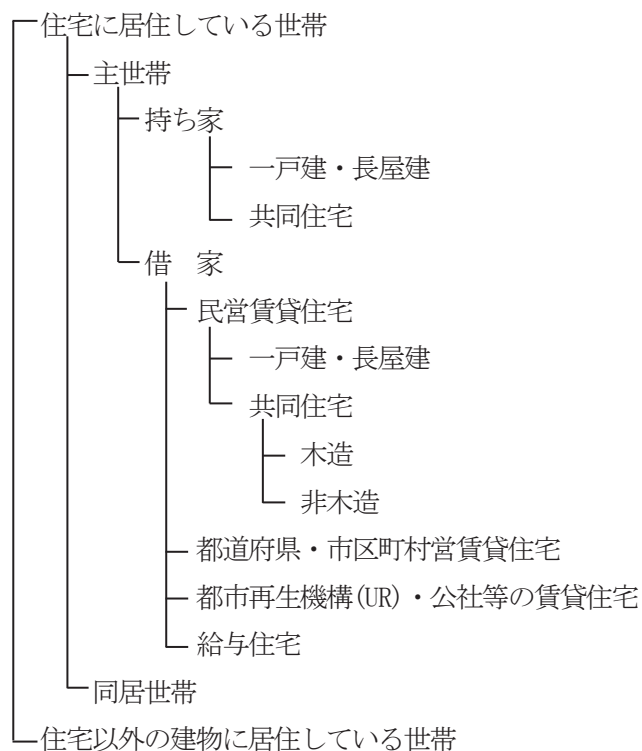 住宅に居住している世帯
主世帯
持ち家
一戸建・長屋建
共同住宅
借　家
民営賃貸住宅
一戸建・長屋建
共同住宅
木造
非木造
都道府県・市区町村営賃貸住宅
都市再生機構(UR)・公社等の賃貸住宅
給与住宅
同居世帯
住宅以外の建物に居住している世帯